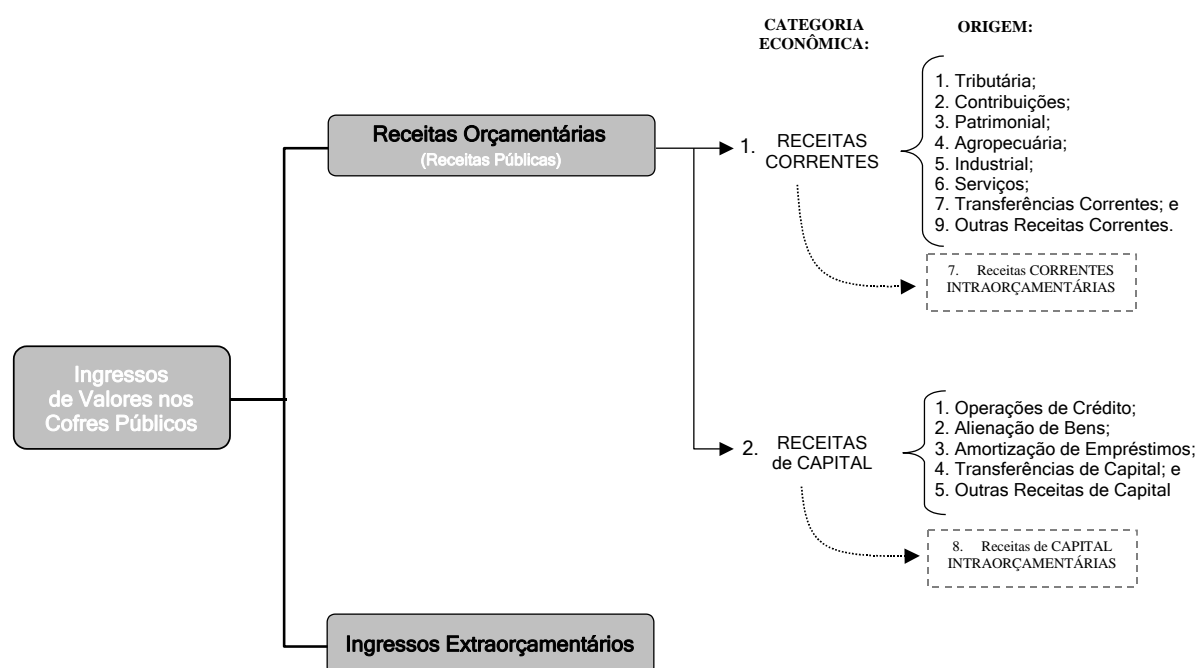 CATEGORIA
ECONÔMICA:
ORIGEM:
Receitas Orçamentárias
(Receitas Públicas)
1. RECEITAS
CORRENTES
1. Tributária;
2. Contribuições;
3. Patrimonial;
4. Agropecuária;
5. Industrial;
6. Serviços;
7. Transferências Correntes; e
9. Outras Receitas Correntes.
7. Receitas CORRENTES
INTRAORÇAMENTÁRIAS
Ingressos
de Valores nos
Cofres Públicos
2. RECEITAS
de CAPITAL
1. Operações de Crédito;
2. Alienação de Bens;
3. Amortização de Empréstimos;
4. Transferências de Capital; e
5. Outras Receitas de Capital
8. Receitas de CAPITAL
INTRAORÇAMENTÁRIAS
Ingressos Extraorçamentários